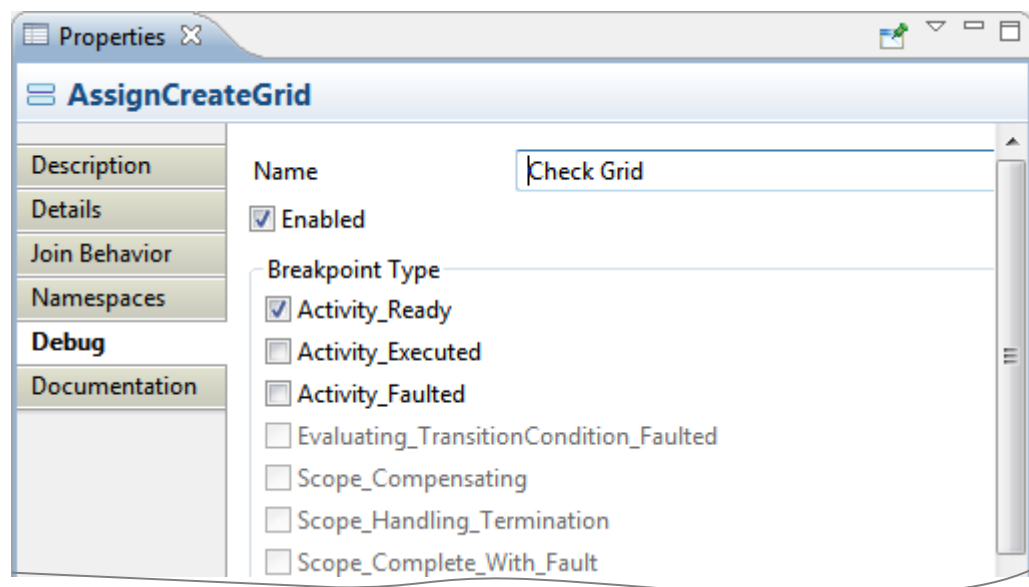 Properties
AssignCreateGrid
Description
Details
Join Behavior
Namespaces
Debug
Documentation
Name Check Grid
Enabled
Breakpoint Type
Activity_Ready
Activity_Executed
Activity_Faulted
Evaluating_TransitionCondition_Faulted
Scope_Compensating
Scope_Handling_Termination
Scope_Complete_With_Fault